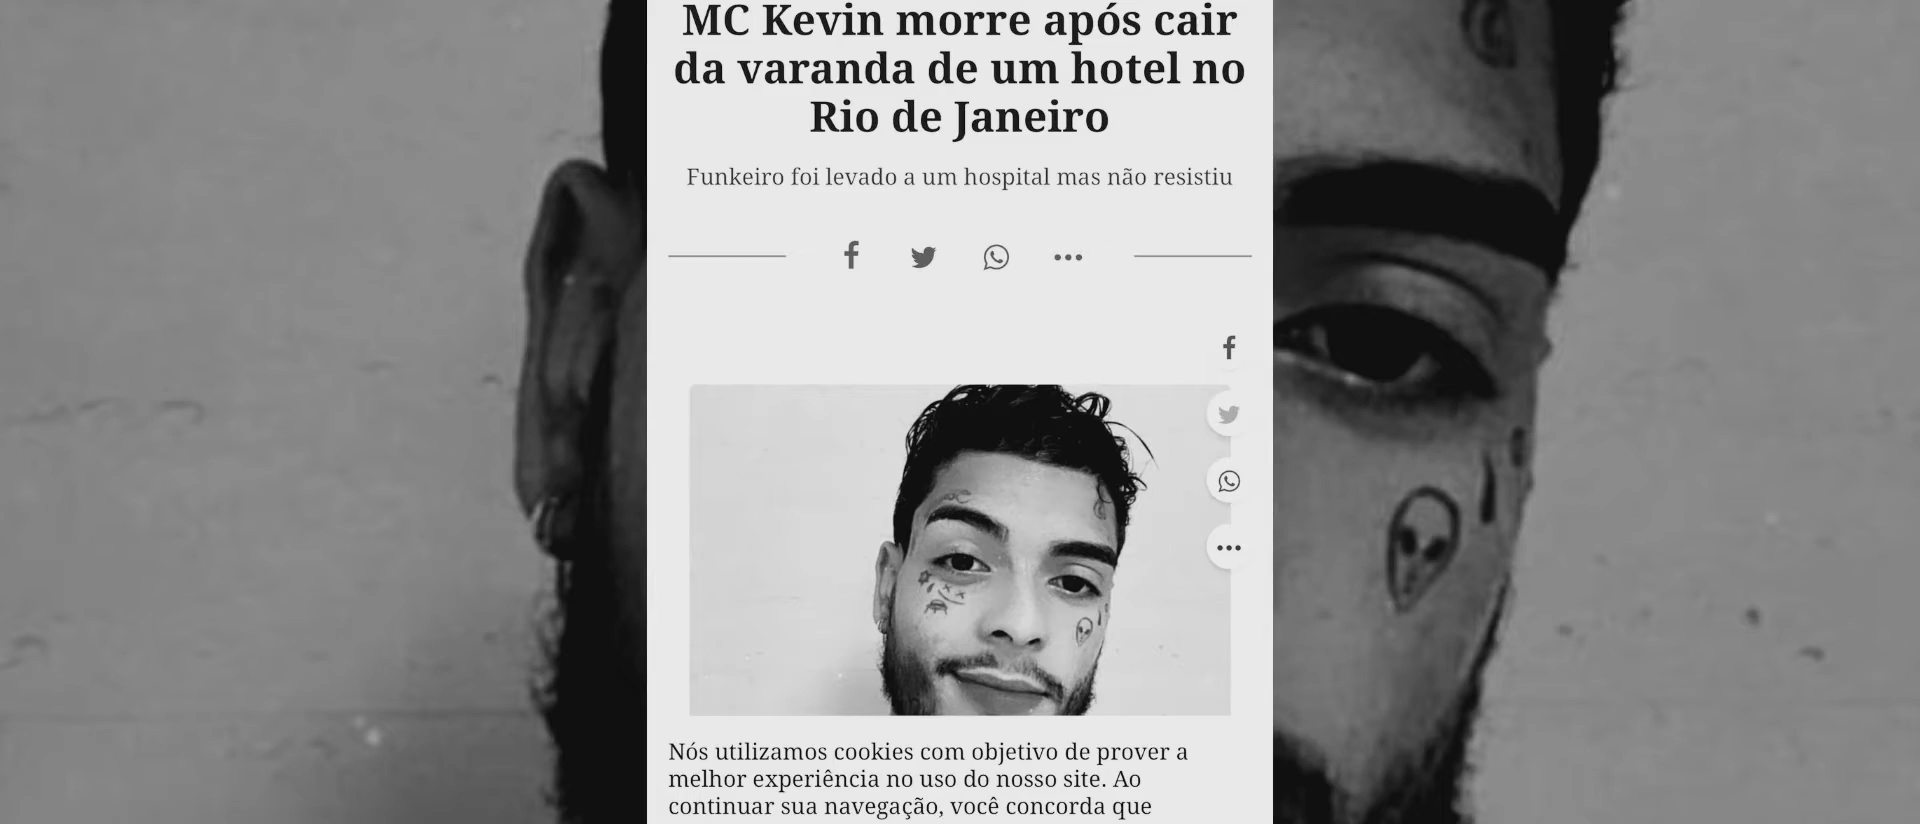 MC Kevin morre após cair
da varanda de um hotel no
Rio de Janeiro
Funkeiro foi levado a um hospital mas não resistiu
Nós utilizamos cookies com objetivo de prover a
melhor experiência no uso do nosso site. Ao
continuar sua navegação, você concorda que